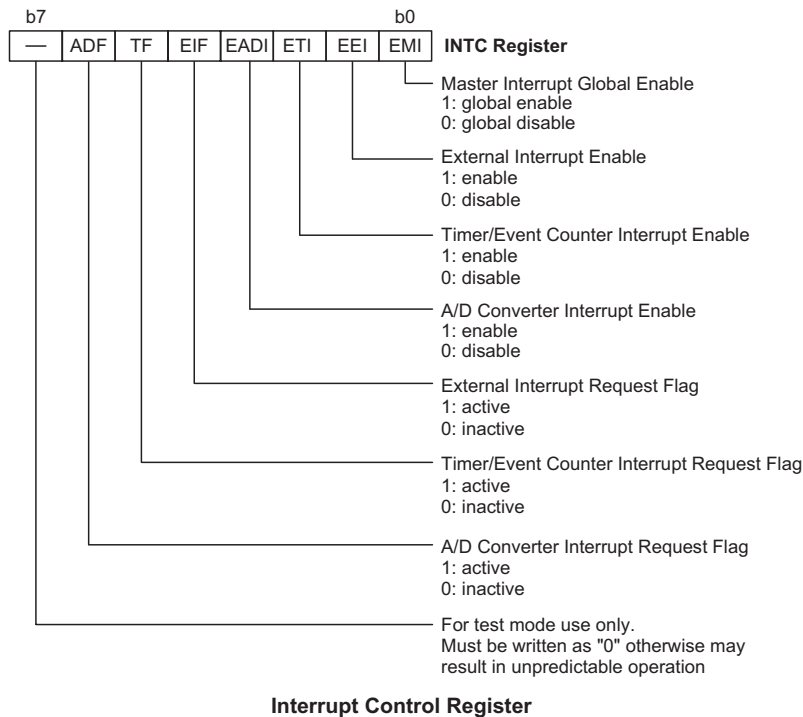 b7 b0
— ADF TF EIF EADI ETI EEI EMI INTC Register
Master Interrupt Global Enable
1: global enable
0: global disable
External Interrupt Enable
1: enable
0: disable
Timer/Event Counter Interrupt Enable
1: enable
0: disable
A/D Converter Interrupt Enable
1: enable
0: disable
External Interrupt Request Flag
1: active
0: inactive
Timer/Event Counter Interrupt Request Flag
1: active
0: inactive
A/D Converter Interrupt Request Flag
1: active
0: inactive
For test mode use only.
Must be written as "0" otherwise may
result in unpredictable operation
Interrupt Control Register